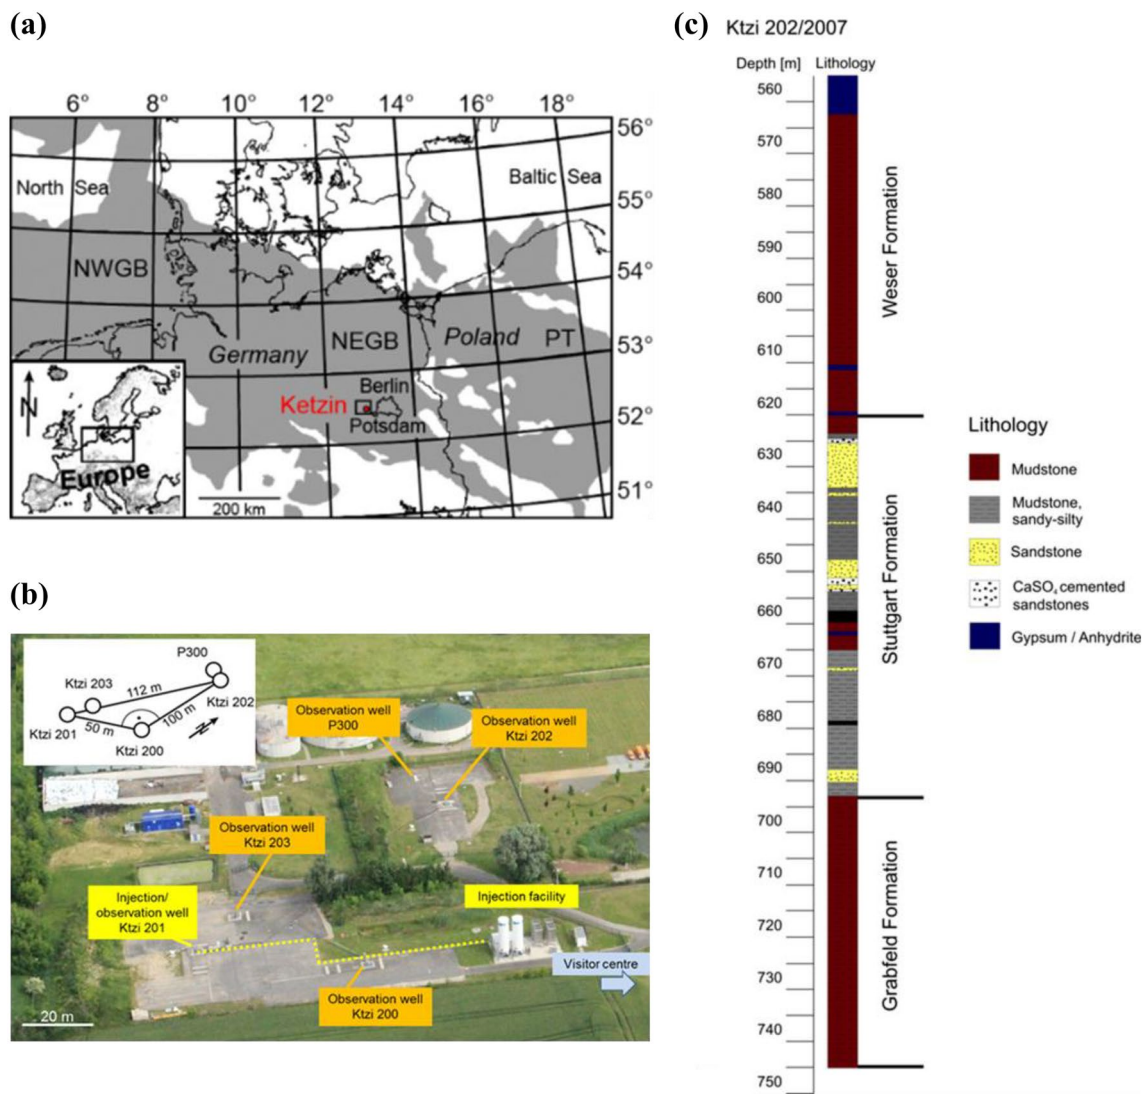 (a)
6°
8°
10°
12°
14°
16°
18°
56°
55°
54°
53°
52°
51°
North Sea
Baltic Sea
NWGB
NEGB
Poland
PT
Germany
Berlin
Ketzin
Potsdam
N
Europe
200 km
(b)
P300
Ktzi 203
112 m
Ktzi 202
Ktzi 201
50 m
100 m
Ktzi 200
N
Observation well
P300
Observation well
Ktzi 202
Observation well
Ktzi 203
Injection/
observation well
Ktzi 201
Injection facility
Visitor centre
Observation well
Ktzi 200
20 m
(c)
Ktzi 202/2007
Depth [m]
Lithology
560
570
580
590
600
610
620
630
640
650
660
670
680
690
700
710
720
730
740
750
Weser Formation
Stuttgart Formation
Grabfeld Formation
Lithology
Mudstone
Mudstone,
sandy-silty
Sandstone
CaSO₄ cemented
sandstones
Gypsum / Anhydrite